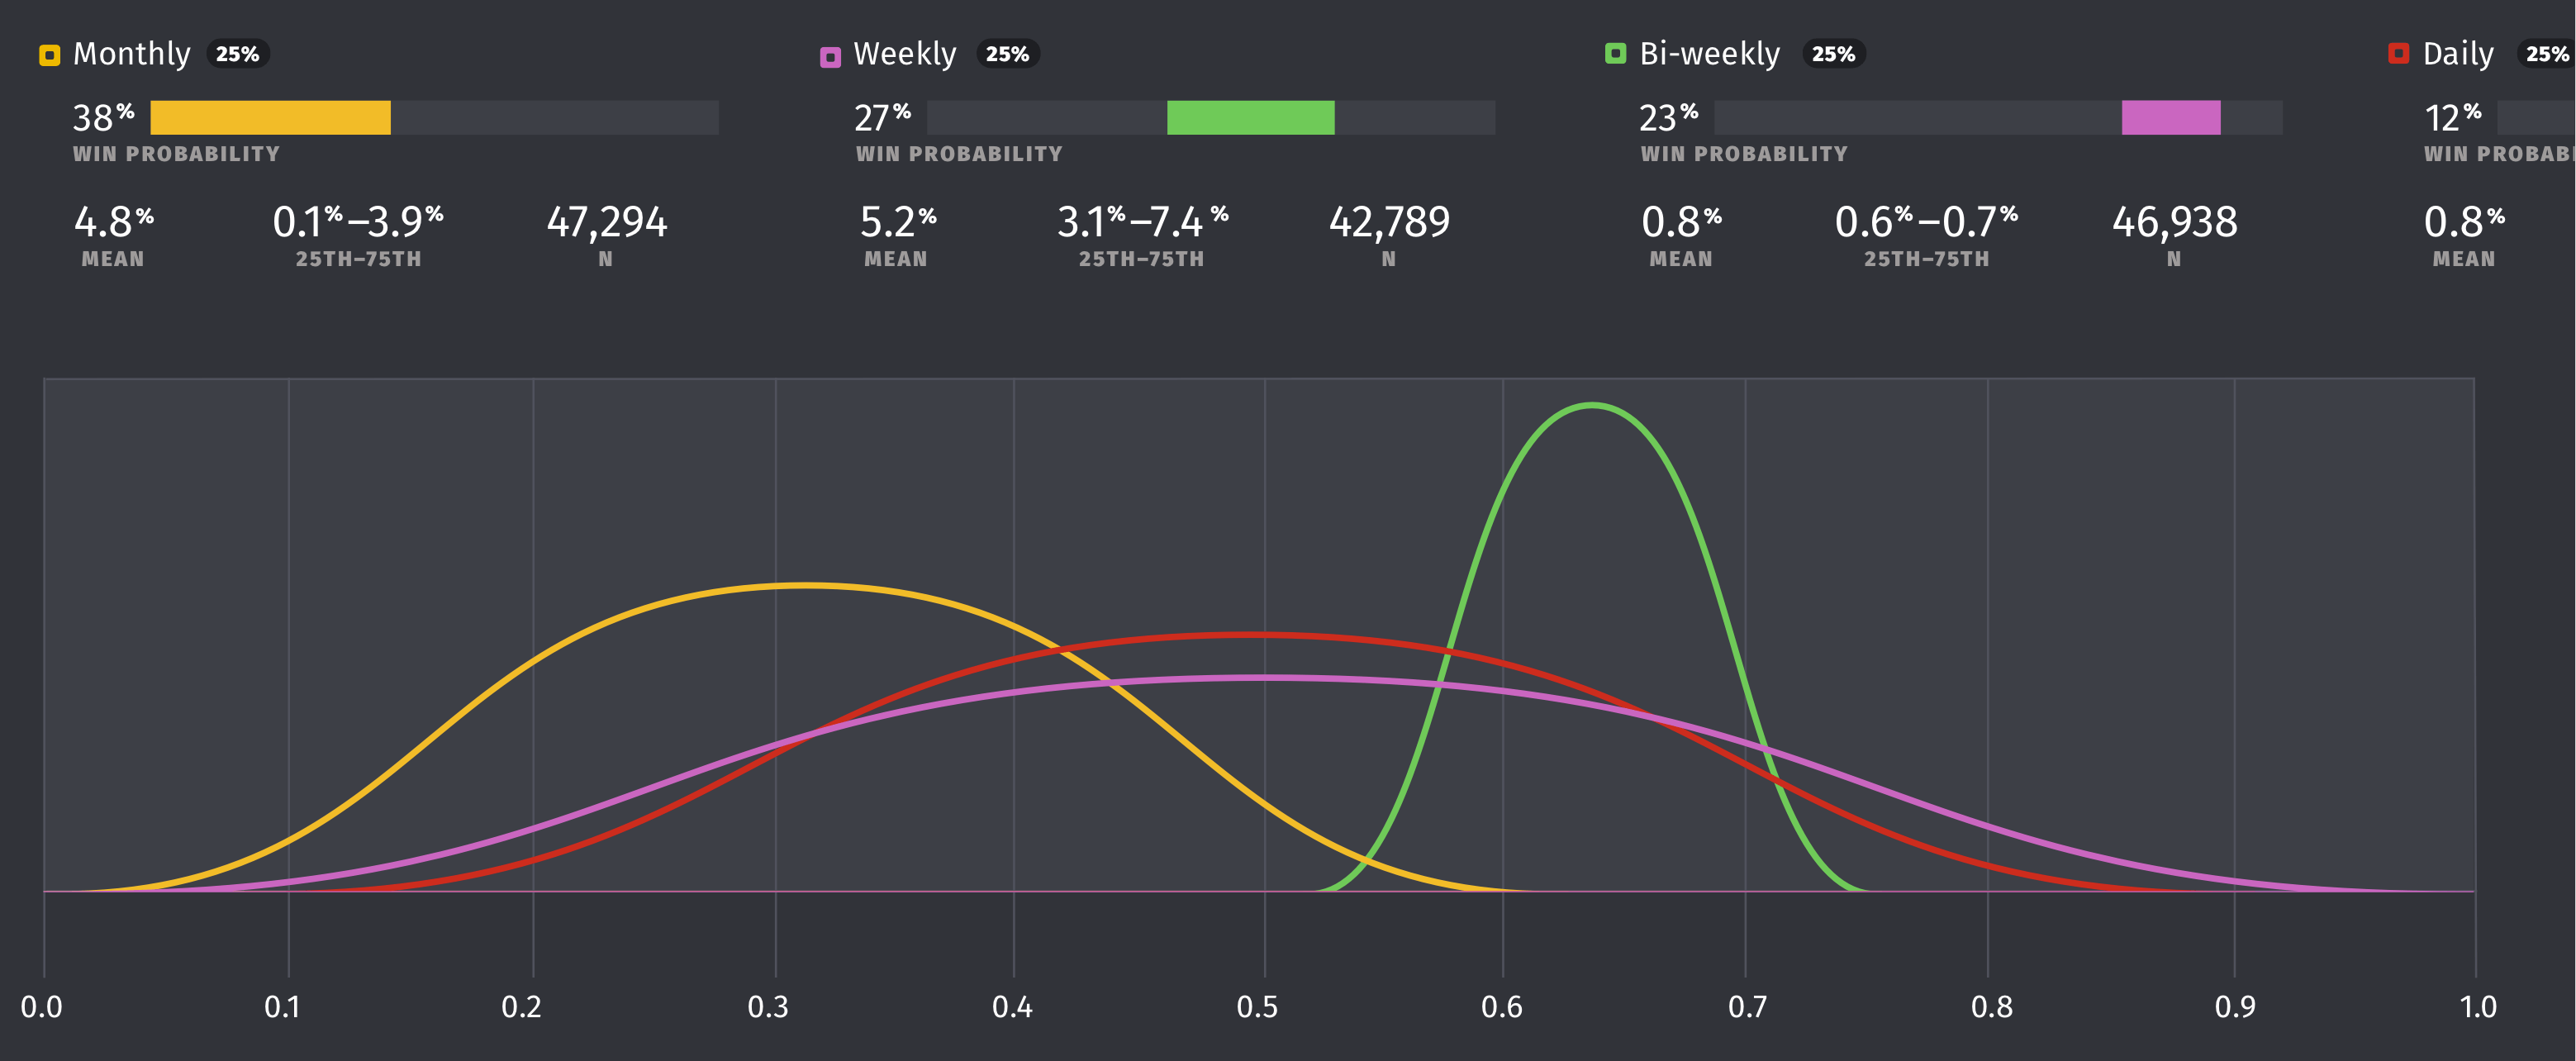 Monthly 25% Weekly 25% Bi-weekly 25% Daily 25%
38% 27% 23% 12%
WIN PROBABILITY WIN PROBABILITY WIN PROBABILITY WIN PROBABI
4.8% 0.1%–3.9% 47,294 5.2% 3.1%–7.4% 42,789 0.8% 0.6%–0.7% 46,938 0.8%
MEAN 25TH–75TH N MEAN 25TH–75TH N MEAN 25TH–75TH N MEAN
0.0 0.1 0.2 0.3 0.4 0.5 0.6 0.7 0.8 0.9 1.0